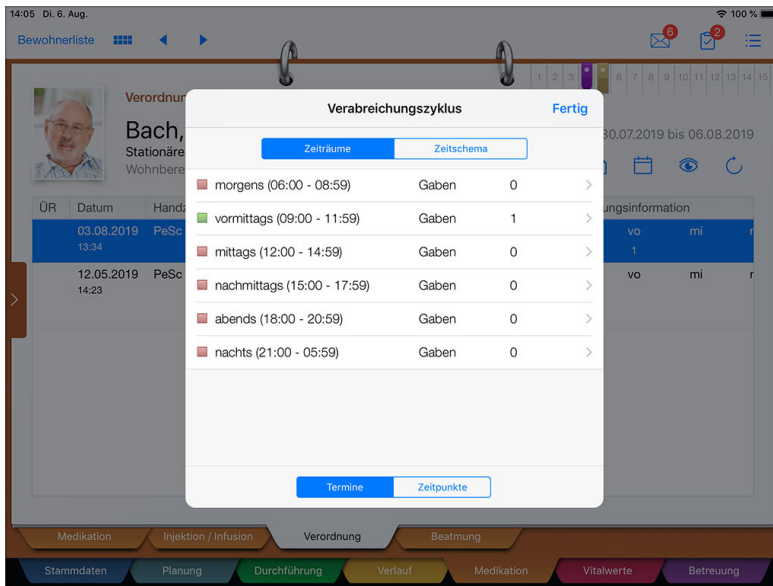 14:05 Di. 6. Aug. 100 %
Bewohnerliste 6 2
1 2 3 6 7 8 9 10 11 12 13 14 15
Verabreichungszyklus Fertig
Bach,
30.07.2019 bis 06.08.2019
Zeiträume Zeitschema
morgens (06:00 - 08:59) Gaben 0
vormittags (09:00 - 11:59) Gaben 1
mittags (12:00 - 14:59) Gaben 0
nachmittags (15:00 - 17:59) Gaben 0
abends (18:00 - 20:59) Gaben 0
nachts (21:00 - 05:59) Gaben 0
ÜR Datum
03.08.2019 PeSc vo mi
13:34 1
12.05.2019 PeSc vo mi
14:23
Termine Zeitpunkte
Medikation Injektion / Infusion Verordnung Beatmung
Stammdaten Planung Durchführung Verlauf Medikation Vitalwerte Betreuung